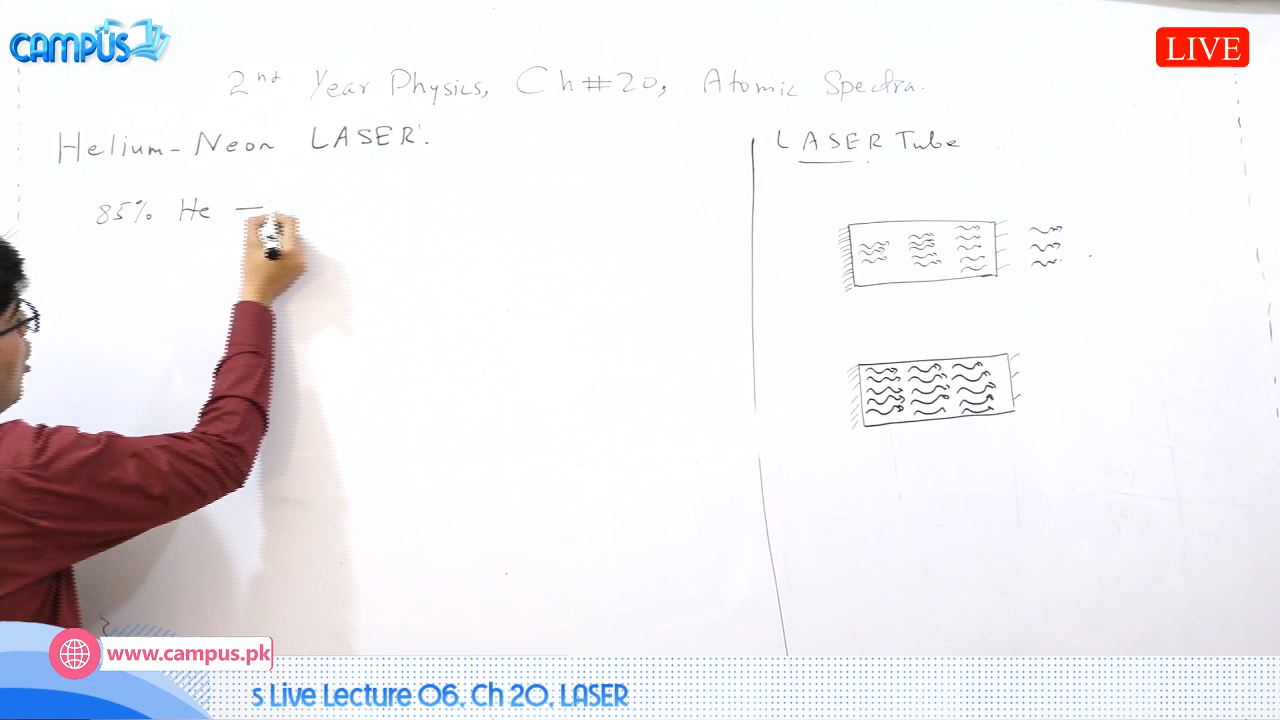 CAMPUS
LIVE
2nd Year Physics, Ch#20, Atomic Spectra.
Helium-Neon LASER.
85% He —
LASER Tube
www.campus.pk
s Live Lecture 06, Ch 20, LASER